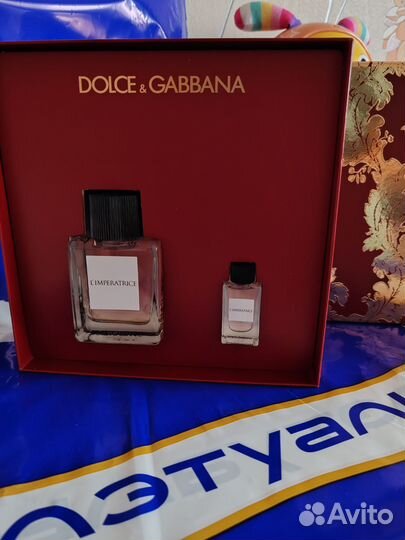 DOLCE & GABBANA
L'IMPERATRICE
L'IMPERATRICE
ЛЭТУАЛЬ
Avito